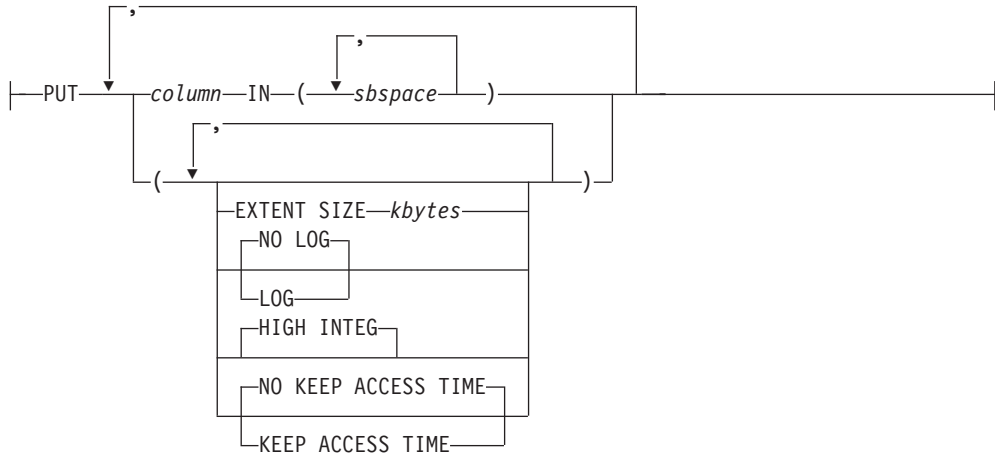 ,
,
PUT column IN ( sbspace )
,
( )
EXTENT SIZE kbytes
NO LOG
LOG
HIGH INTEG
NO KEEP ACCESS TIME
KEEP ACCESS TIME